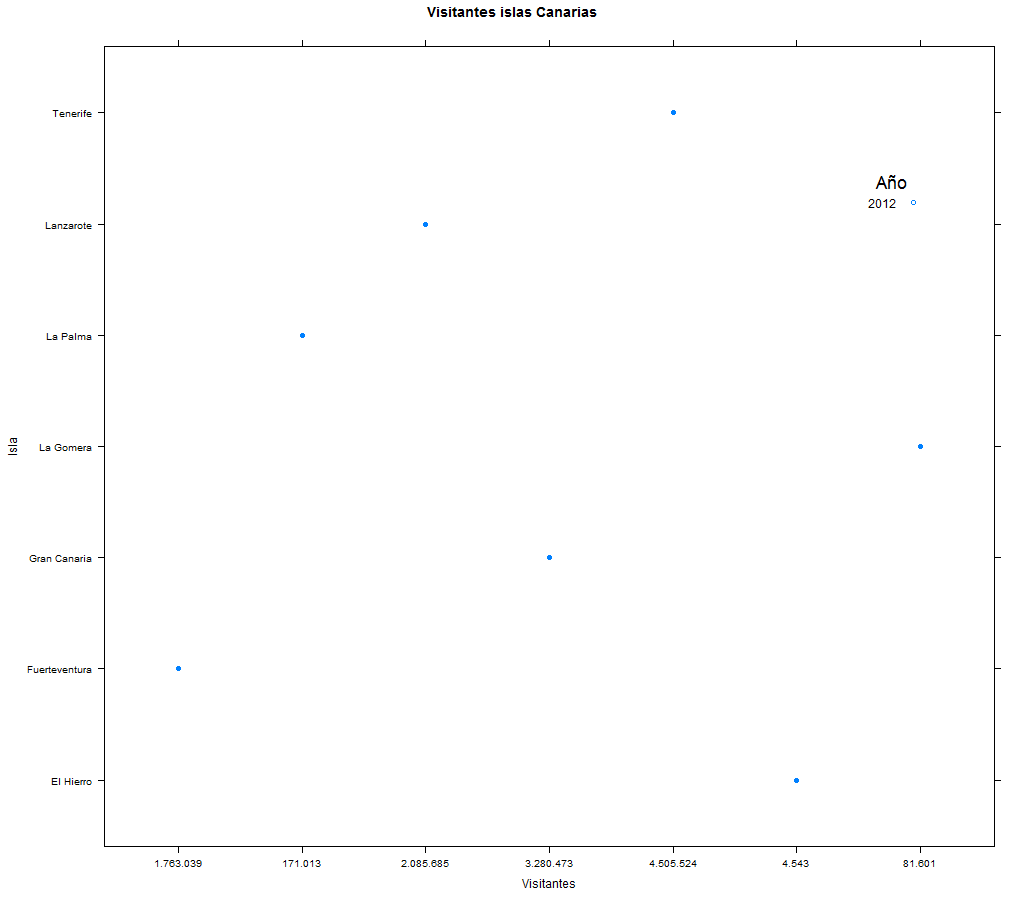 Visitantes islas Canarias
Tenerife
Año
2012
Lanzarote
La Palma
Isla
La Gomera
Gran Canaria
Fuerteventura
El Hierro
1.763.039 171.013 2.085.685 3.280.473 4.505.524 4.543 81.601
Visitantes